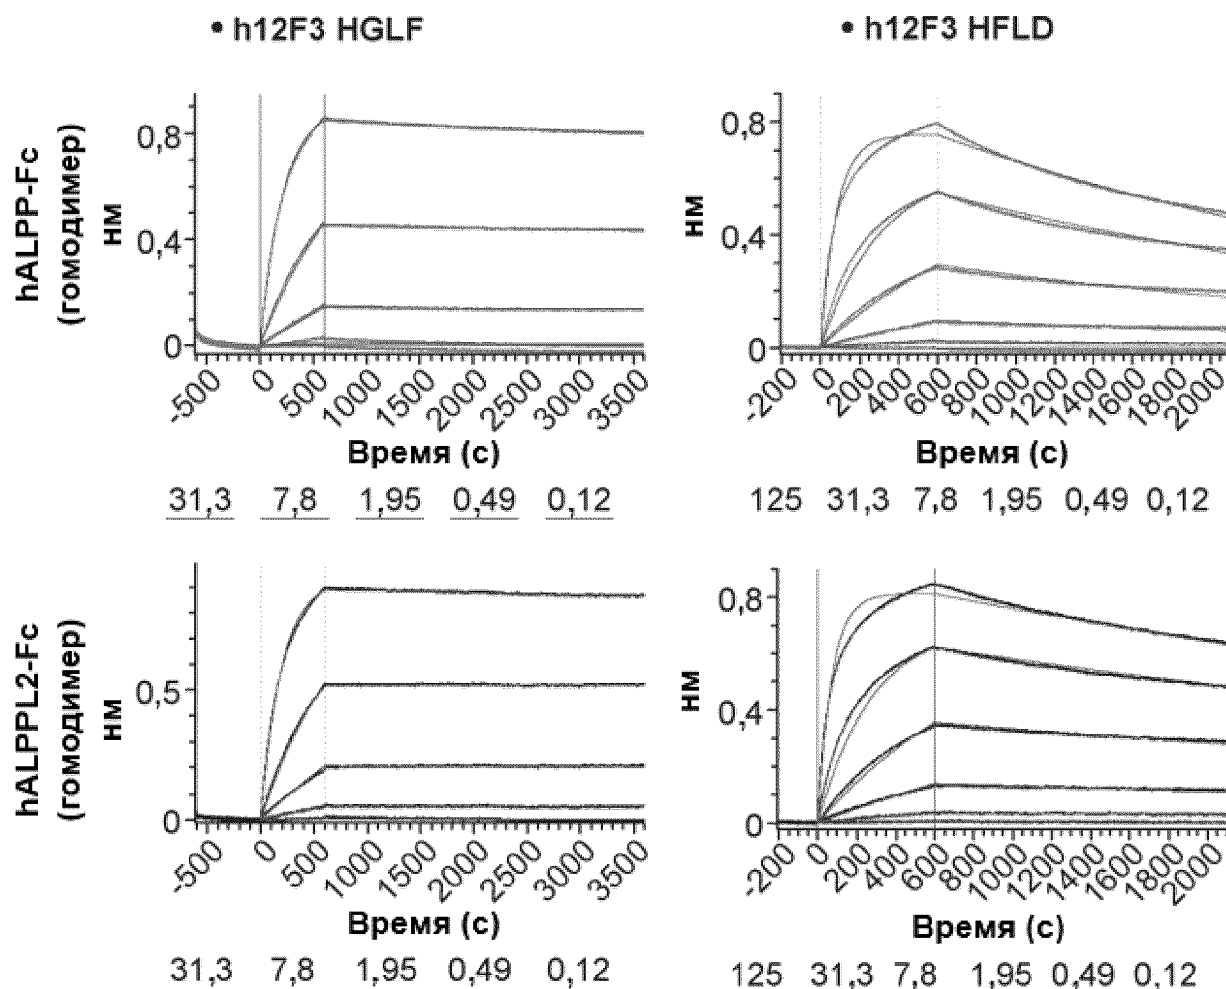 • h12F3 HGLF
• h12F3 HFLD
hALPP-Fc
(гомодимер)
нм
0,8
0,4
0
-500 0 500 1000 1500 2000 2500 3000 3500
Время (с)
31,3 7,8 1,95 0,49 0,12
нм
0,8
0,4
0
-200 0 200 400 600 800 1000 1200 1400 1600 1800 2000
Время (с)
125 31,3 7,8 1,95 0,49 0,12
hALPPL2-Fc
(гомодимер)
нм
0,5
0
-500 0 500 1000 1500 2000 2500 3000 3500
Время (с)
31,3 7,8 1,95 0,49 0,12
нм
0,8
0,4
0
-200 0 200 400 600 800 1000 1200 1400 1600 1800 2000
Время (с)
125 31,3 7,8 1,95 0,49 0,12